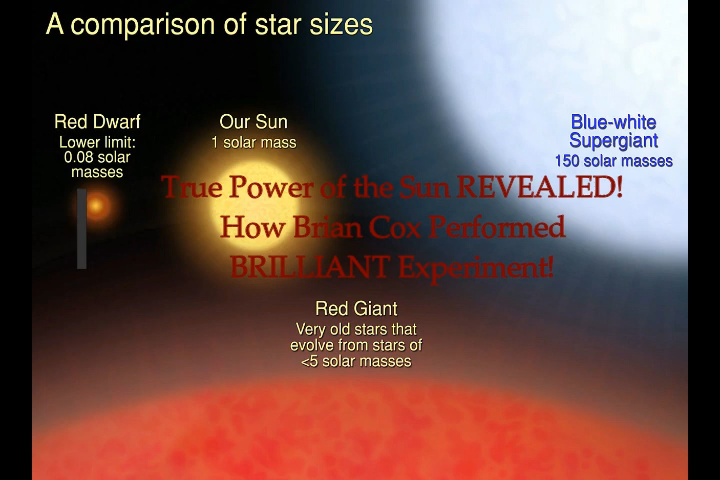 A comparison of star sizes
Red Dwarf
Lower limit:
0.08 solar
masses
Our Sun
1 solar mass
Blue-white
Supergiant
150 solar masses
True Power of the Sun REVEALED!
How Brian Cox Performed
BRILLIANT Experiment!
Red Giant
Very old stars that
evolve from stars of
<5 solar masses